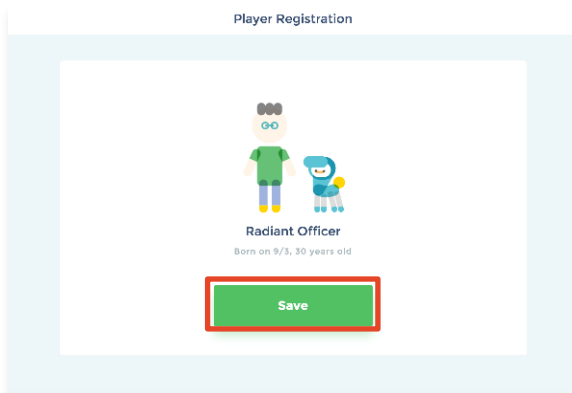 Player Registration
Radiant Officer
Born on 9/3, 30 years old
Save